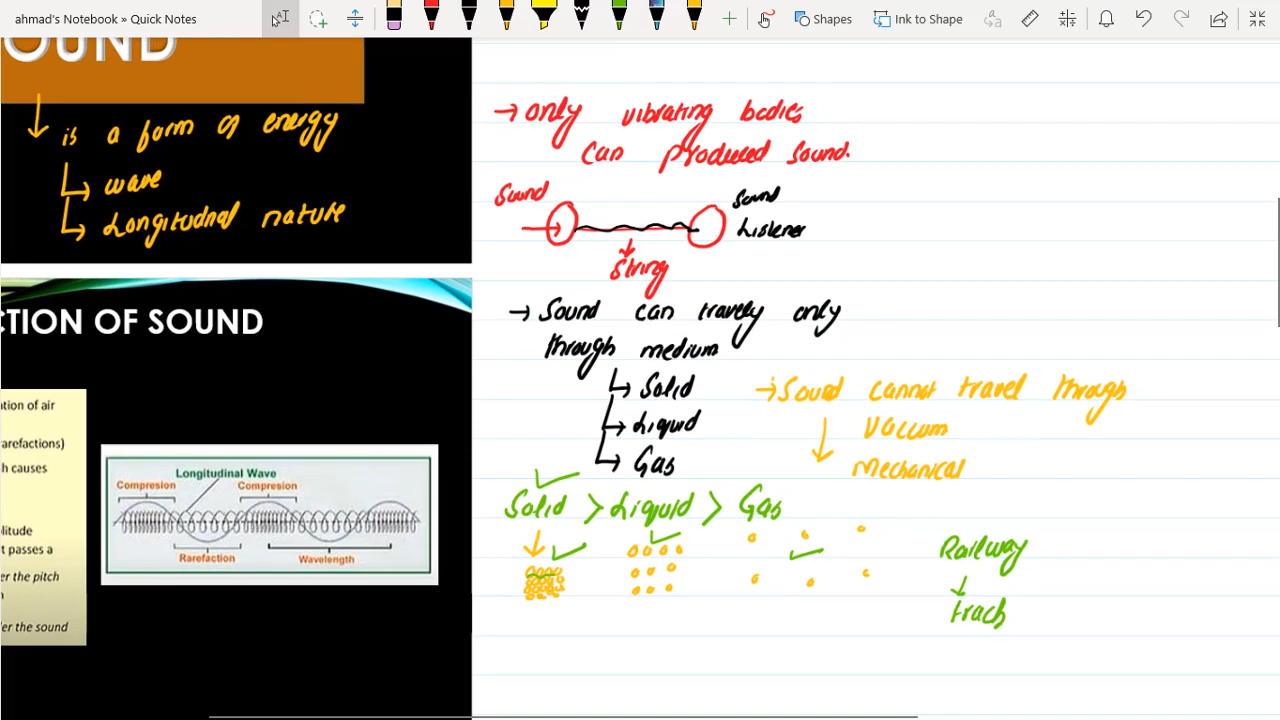 ahmad's Notebook » Quick Notes
Shapes
Ink to Shape
OUND
is a form of energy
wave
Longitudnal nature
CTION OF SOUND
ation of air
rarefactions)
h causes
plitude
t passes a
er the pitch
n
der the sound
Longitudinal Wave
Compresion
Compresion
Rarefaction
Wavelength
→ only vibrating bodies
can produced sound.
Sound
Sound
Listener
String
→ Sound can travely only
through medium
Solid
Liquid
Gas
→ Sound cannot travel through
Vaccum
Mechanical
Solid > Liquid > Gas
Railway
track